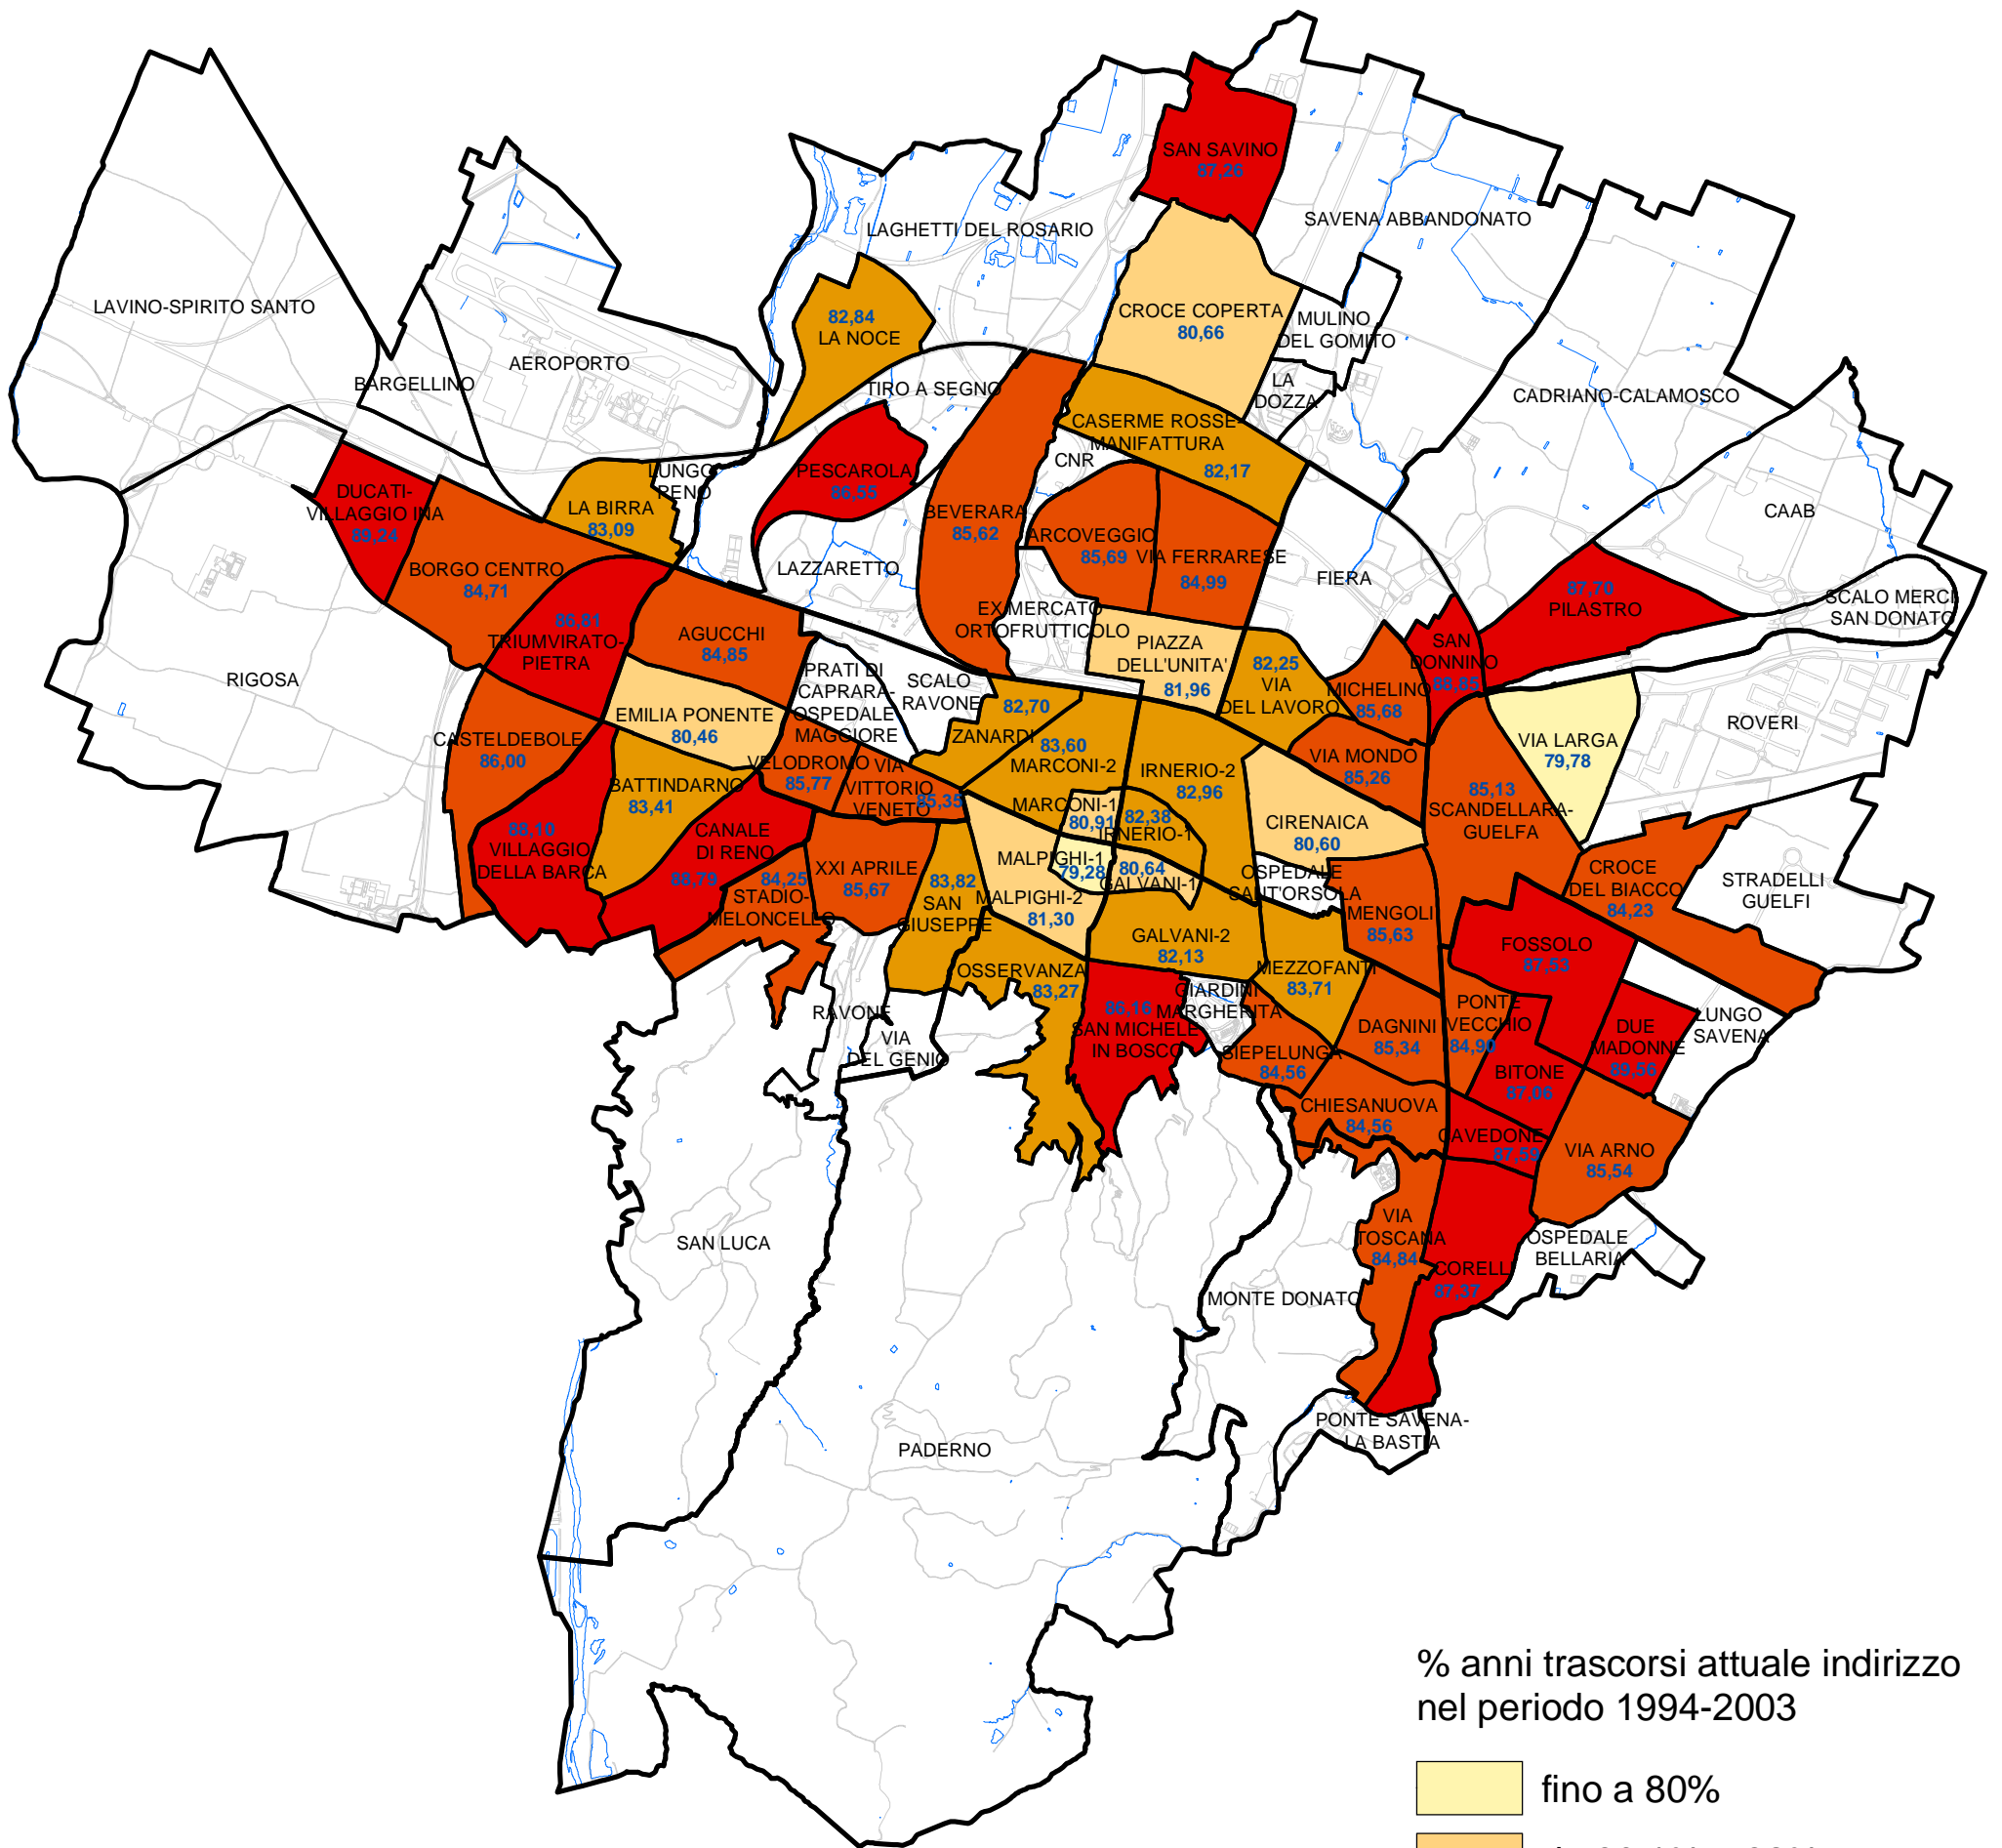 SAN SAVINO
87,26
SAVENA ABBANDONATO
LAGHETTI DEL ROSARIO
LAVINO-SPIRITO SANTO
CROCE COPERTA
80,66
MULINO
DEL GOMITO
82,84
LA NOCE
AEROPORTO
BARGELLINO
TIRO A SEGNO
LA
DOZZA
CADRIANO-CALAMOSCO
CASERME ROSSE-
MANIFATTURA
82,17
CNR
LUNGO
RENO
PESCAROLA
86,55
DUCATI-
VILLAGGIO INA
89,24
LA BIRRA
83,09
BEVERARA
85,62
CAAB
ARCOVEGGIO
85,69
VIA FERRARESE
84,99
BORGO CENTRO
84,71
LAZZARETTO
FIERA
87,70
PILASTRO
SCALO MERCI
SAN DONATO
EX MERCATO
ORTOFRUTTICOLO
86,81
TRIUMVIRATO-
PIETRA
AGUCCHI
84,85
PIAZZA
DELL'UNITA'
81,96
SAN
DONNINO
88,85
RIGOSA
PRATI DI
CAPRARA-
OSPEDALE
MAGGIORE
SCALO
RAVONE
82,25
VIA
DEL LAVORO
MICHELINO
85,68
EMILIA PONENTE
80,46
82,70
ZANARDI
ROVERI
CASTELDEBOLE
86,00
83,60
MARCONI-2
VIA LARGA
79,78
VELODROMO
85,77
VIA
VITTORIO
VENETO
85,35
IRNERIO-2
82,96
VIA MONDO
85,26
BATTINDARNO
83,41
85,13
SCANDELLARA-
GUELFA
MARCONI-1
80,91
82,38
IRNERIO-1
CIRENAICA
80,60
88,10
VILLAGGIO
DELLA BARCA
CANALE
DI RENO
86,79
MALPIGHI-1
79,28
80,64
GALVANI-1
OSPEDALE
SANT'ORSOLA
CROCE
DEL BIACCO
84,23
STRADELLI
GUELFI
84,25
STADIO-
MELONCELLO
XXI APRILE
85,67
83,82
SAN
GIUSEPPE
MALPIGHI-2
81,30
MENGOLI
85,63
GALVANI-2
82,13
FOSSOLO
87,53
OSSERVANZA
83,27
MEZZOFANTI
83,71
GIARDINI
MARGHERITA
RAVONE
86,16
SAN MICHELE
IN BOSCO
PONTE
VECCHIO
84,90
LUNGO
SAVENA
DAGNINI
85,34
DUE
MADONNE
89,56
VIA
DEL GENIO
SIEPELUNGA
84,56
BITONE
87,06
CHIESANUOVA
84,56
CAVEDONE
87,59
VIA ARNO
85,54
VIA
TOSCANA
84,84
SAN LUCA
OSPEDALE
BELLARIA
CORELLI
87,37
MONTE DONATO
PONTE SAVENA-
LA BASTIA
PADERNO
% anni trascorsi attuale indirizzo
nel periodo 1994-2003
fino a 80%